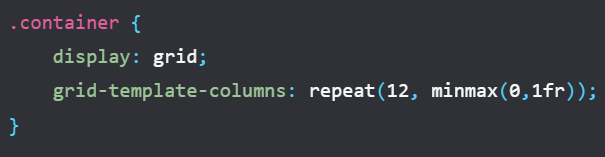 .container {
    display: grid;
    grid-template-columns: repeat(12, minmax(0,1fr));
}